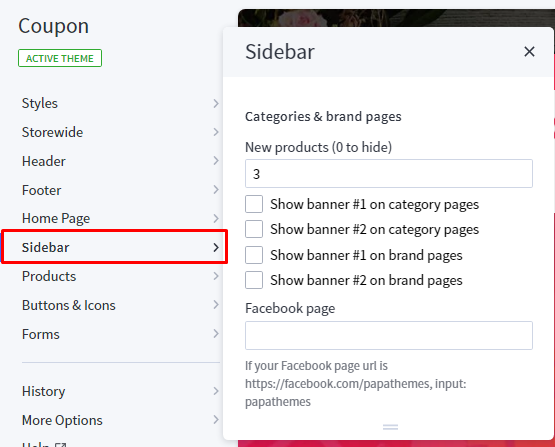 Coupon
ACTIVE THEME
Styles
Storewide
Header
Footer
Home Page
Sidebar
Products
Buttons & Icons
Forms
History
More Options
Help
Sidebar
Categories & brand pages
New products (0 to hide)
3
Show banner #1 on category pages
Show banner #2 on category pages
Show banner #1 on brand pages
Show banner #2 on brand pages
Facebook page
If your Facebook page url is
https://facebook.com/papathemes, input:
papathemes